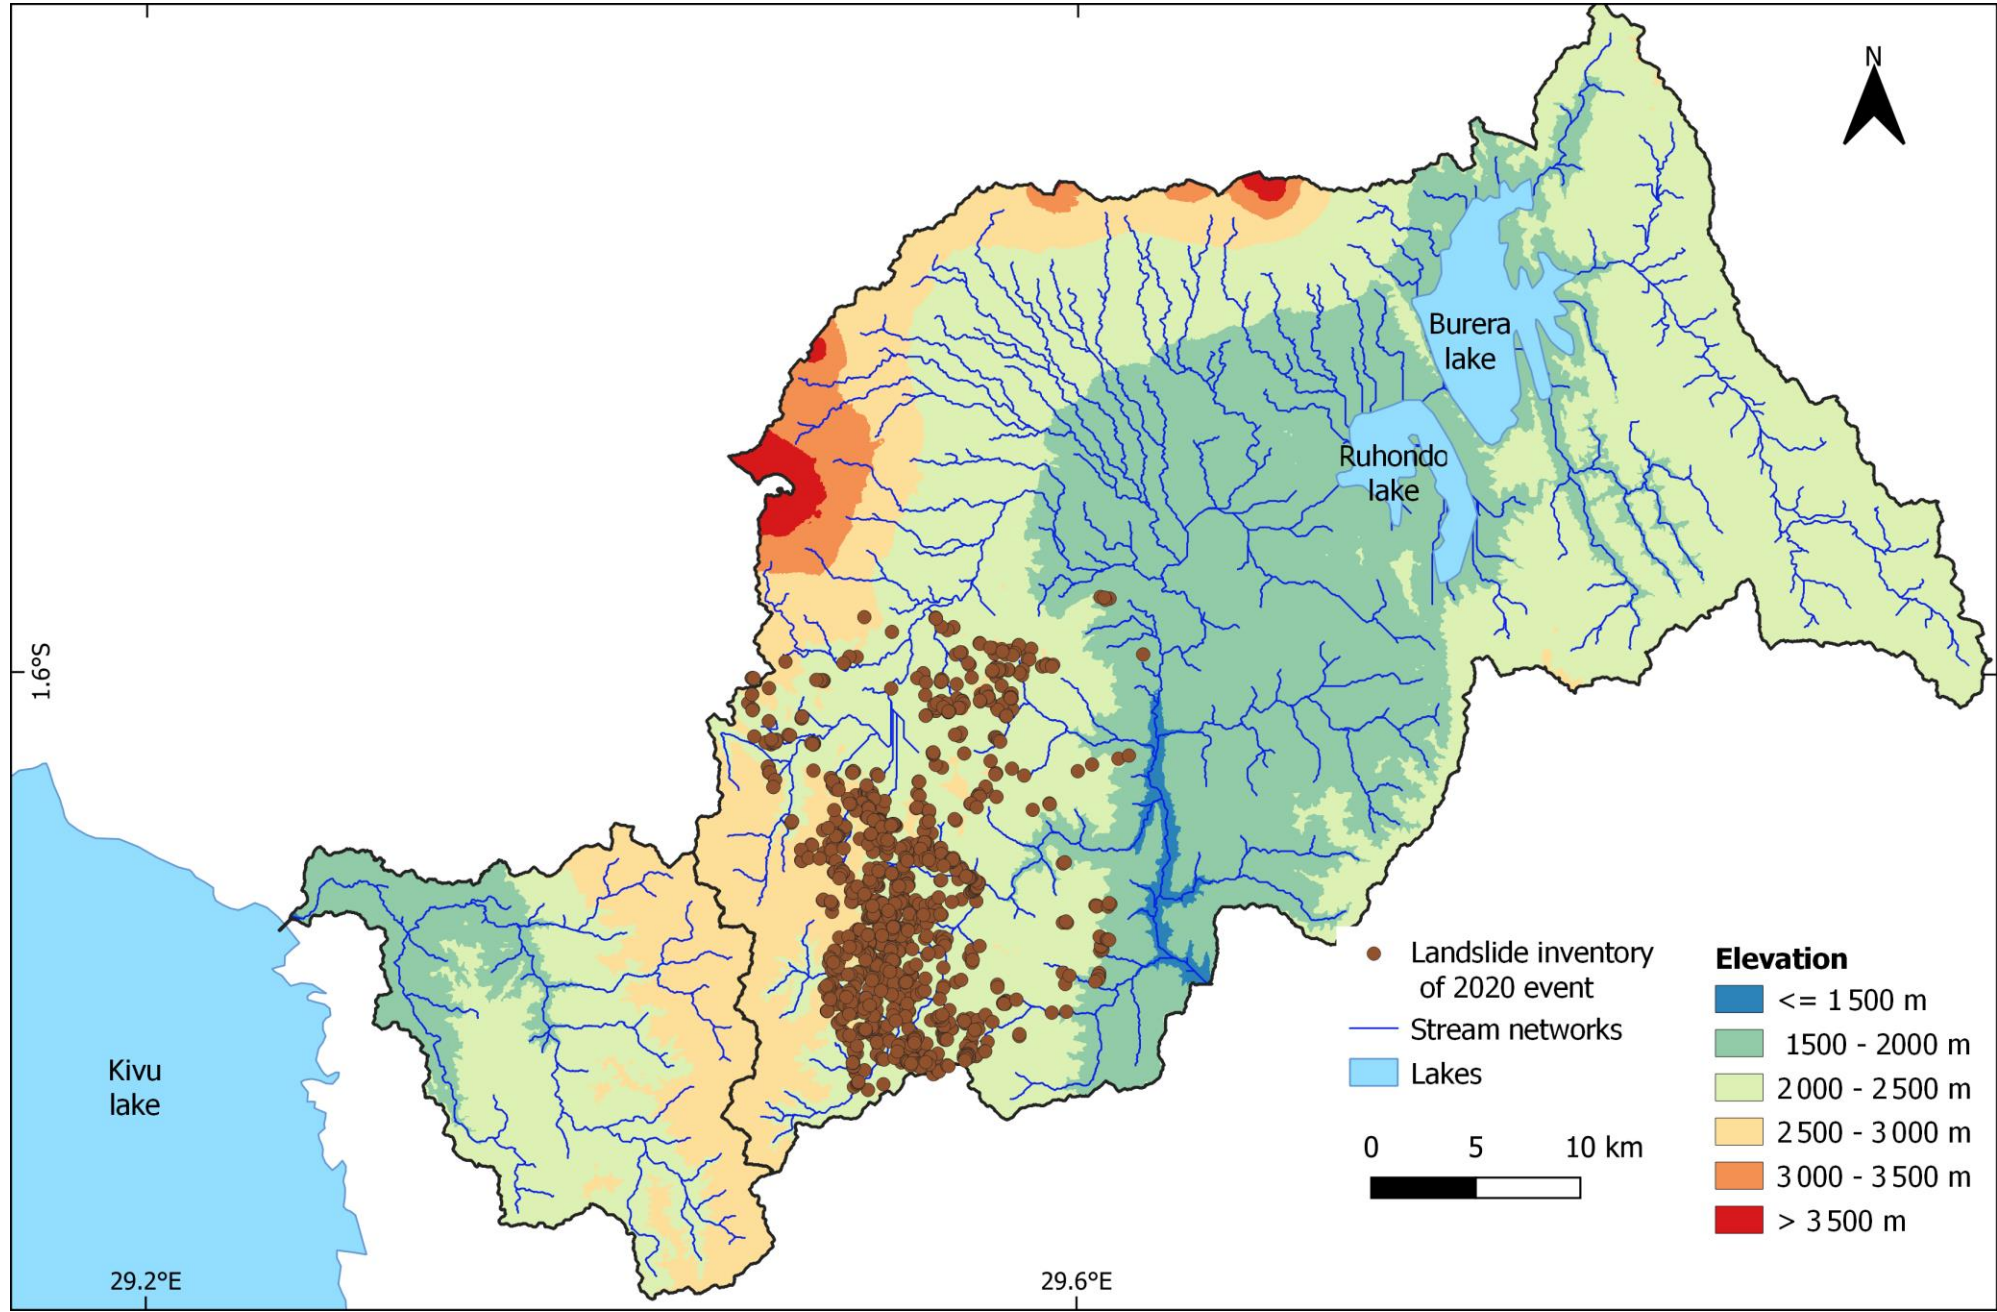 N
Burera
lake
Ruhondo
lake
1.6°S
Kivu
lake
29.2°E
29.6°E
Landslide inventory
of 2020 event
Stream networks
Lakes
0 5 10 km
Elevation
<= 1 500 m
1500 - 2000 m
2 000 - 2 500 m
2 500 - 3 000 m
3 000 - 3 500 m
> 3 500 m